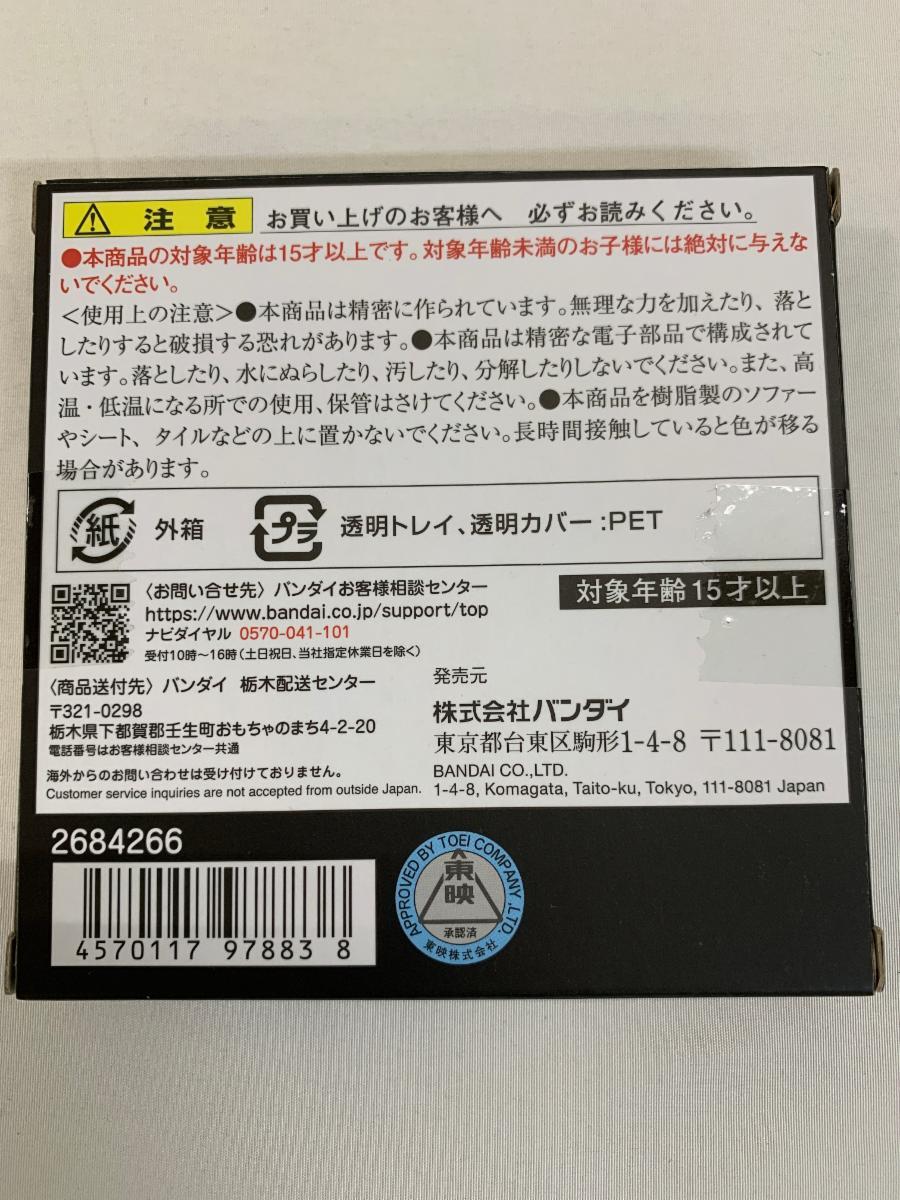 注意 お買い上げのお客様へ 必ずお読みください。
●本商品の対象年齢は15才以上です。対象年齢未満のお子様には絶対に与えな
いでください。
＜使用上の注意＞●本商品は精密に作られています。無理な力を加えたり、落と
したりすると破損する恐れがあります。●本商品は精密な電子部品で構成されて
います。落としたり、水にぬらしたり、汚したり、分解したりしないでください。また、高
温・低温になる所での使用、保管はさけてください。●本商品を樹脂製のソファー
やシート、タイルなどの上に置かないでください。長時間接触していると色が移る
場合があります。
紙 外箱 プラ 透明トレイ、透明カバー：PET
〈お問い合せ先〉バンダイお客様相談センター
https://www.bandai.co.jp/support/top
ナビダイヤル 0570-041-101
受付10時～16時（土日祝日、当社指定休業日を除く）
対象年齢15才以上
〈商品送付先〉バンダイ 栃木配送センター
〒321-0298
栃木県下都賀郡壬生町おもちゃのまち4-2-20
電話番号はお客様相談センター共通
海外からのお問い合わせは受け付けておりません。
Customer service inquiries are not accepted from outside Japan.
発売元
株式会社バンダイ
東京都台東区駒形1-4-8 〒111-8081
BANDAI CO.,LTD.
1-4-8, Komagata, Taito-ku, Tokyo, 111-8081 Japan
2684266
4570117 97883 8
APPROVED BY TOEI COMPANY, LTD.
東映
承認済
東映株式会社